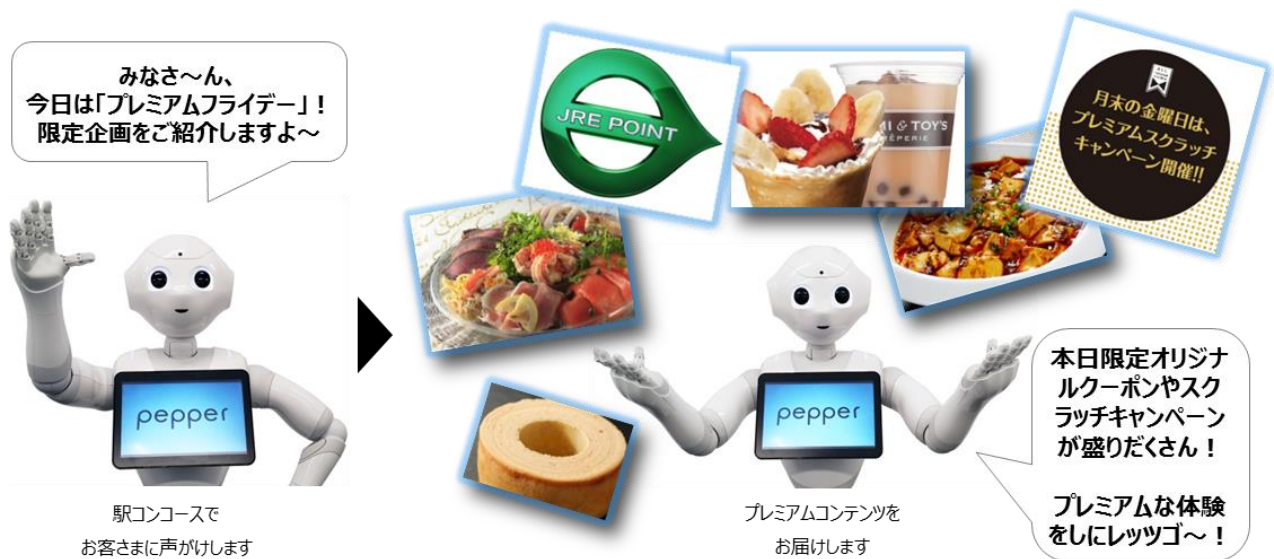 みなさ～ん、
今日は「プレミアムフライデー」！
限定企画をご紹介しますよ～
pepper
駅コンコースで
お客さまに声がけします
JRE POINT
MI & TOY'S
月末の金曜日は、
プレミアムスクラッチ
キャンペーン開催!!
pepper
プレミアムコンテンツを
お届けします
本日限定オリジナ
ルクーポンやスク
ラッチキャンペーン
が盛りだくさん！
プレミアムな体験
をしにレッツゴ～！